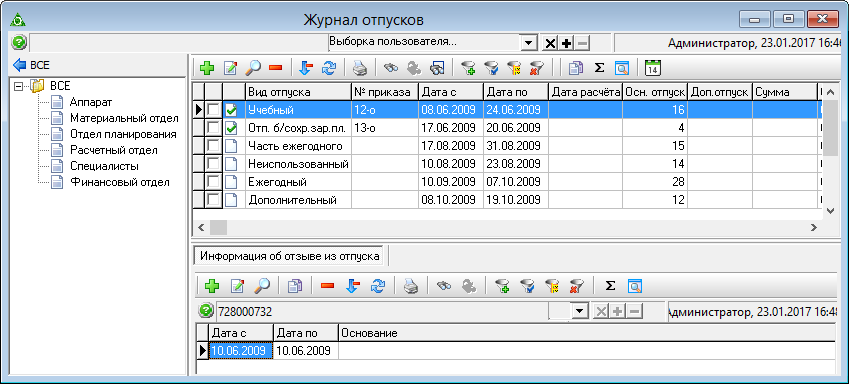 Журнал отпусков
Выборка пользователя...
Администратор, 23.01.2017 16:4
ВСЕ
ВСЕ
Аппарат
Материальный отдел
Отдел планирования
Расчетный отдел
Специалисты
Финансовый отдел
14
Вид отпуска № приказа Дата с Дата по Дата расчёта Осн. отпуск Доп.отпуск Сумма
Учебный 12-о 08.06.2009 24.06.2009 16
Отп. б/сохр.зар.пл. 13-о 17.06.2009 20.06.2009 4
Часть ежегодного 17.08.2009 31.08.2009 15
Неиспользованный 10.08.2009 23.08.2009 14
Ежегодный 10.09.2009 07.10.2009 28
Дополнительный 08.10.2009 19.10.2009 12
Информация об отзыве из отпуска
728000732
Администратор, 23.01.2017 16:48
Дата с Дата по Основание
10.06.2009 10.06.2009